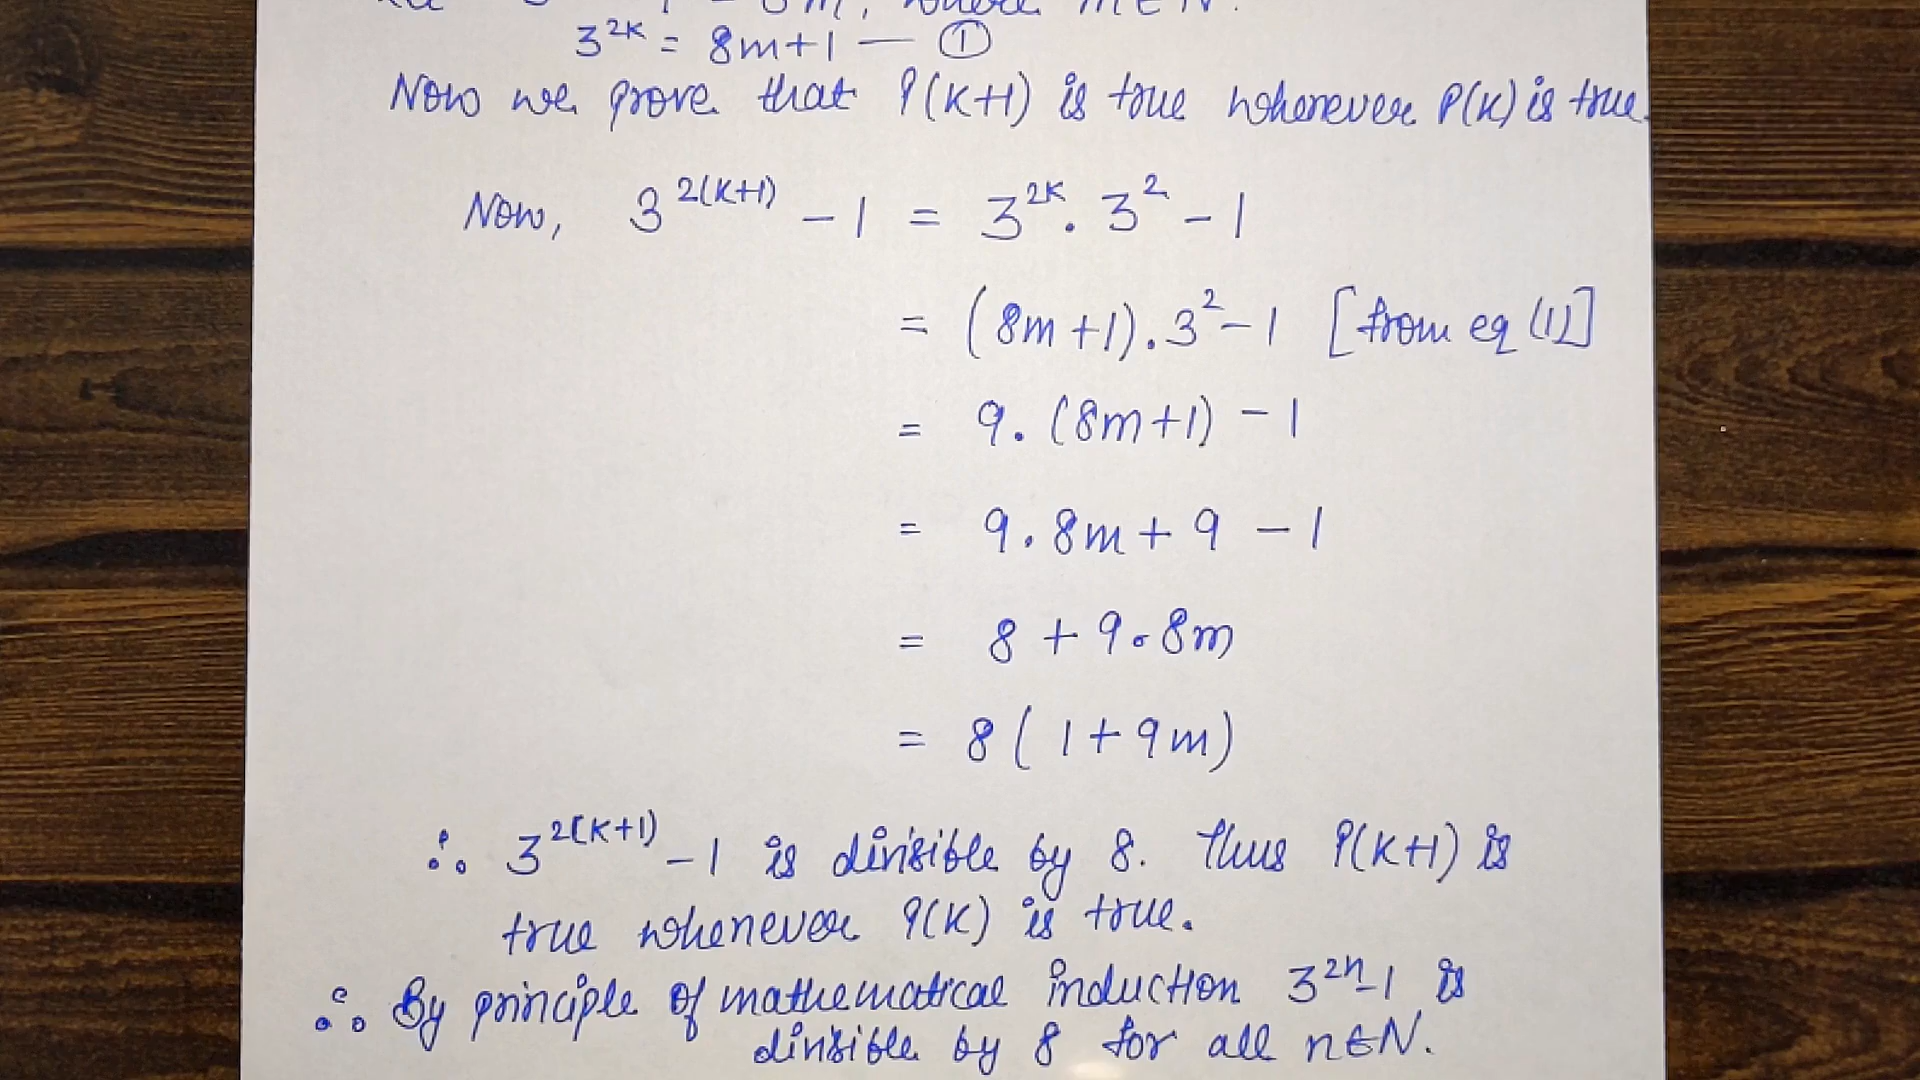 3^{2k} = 8m+1 — ①
Now we prove that P(k+1) is true whenever P(k) is true.
Now, 3^{2(k+1)} - 1 = 3^{2k} . 3^2 - 1
= (8m+1).3^2 - 1 [from eq (1)]
= 9.(8m+1) - 1
= 9.8m + 9 - 1
= 8 + 9.8m
= 8(1+9m)
∴ 3^{2(k+1)} - 1 is divisible by 8. Thus P(k+1) is
true whenever P(k) is true.
∴ By principle of mathematical induction 3^{2n}-1 is
divisible by 8 for all n∈N.